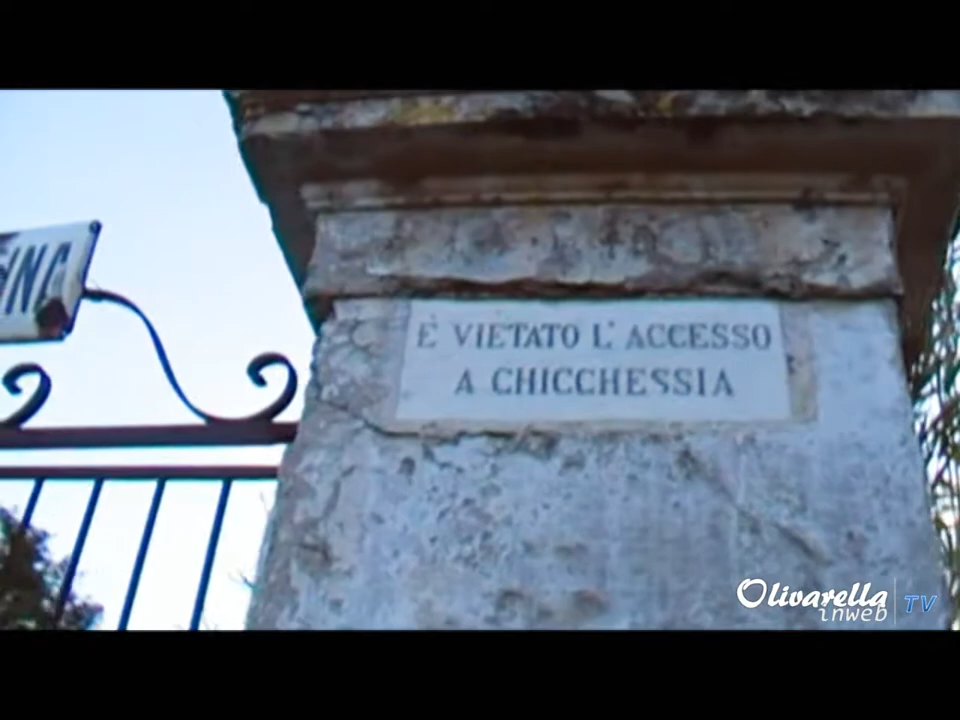 È VIETATO L' ACCESSO
A CHICCHESSIA
Olivarella
inweb
TV